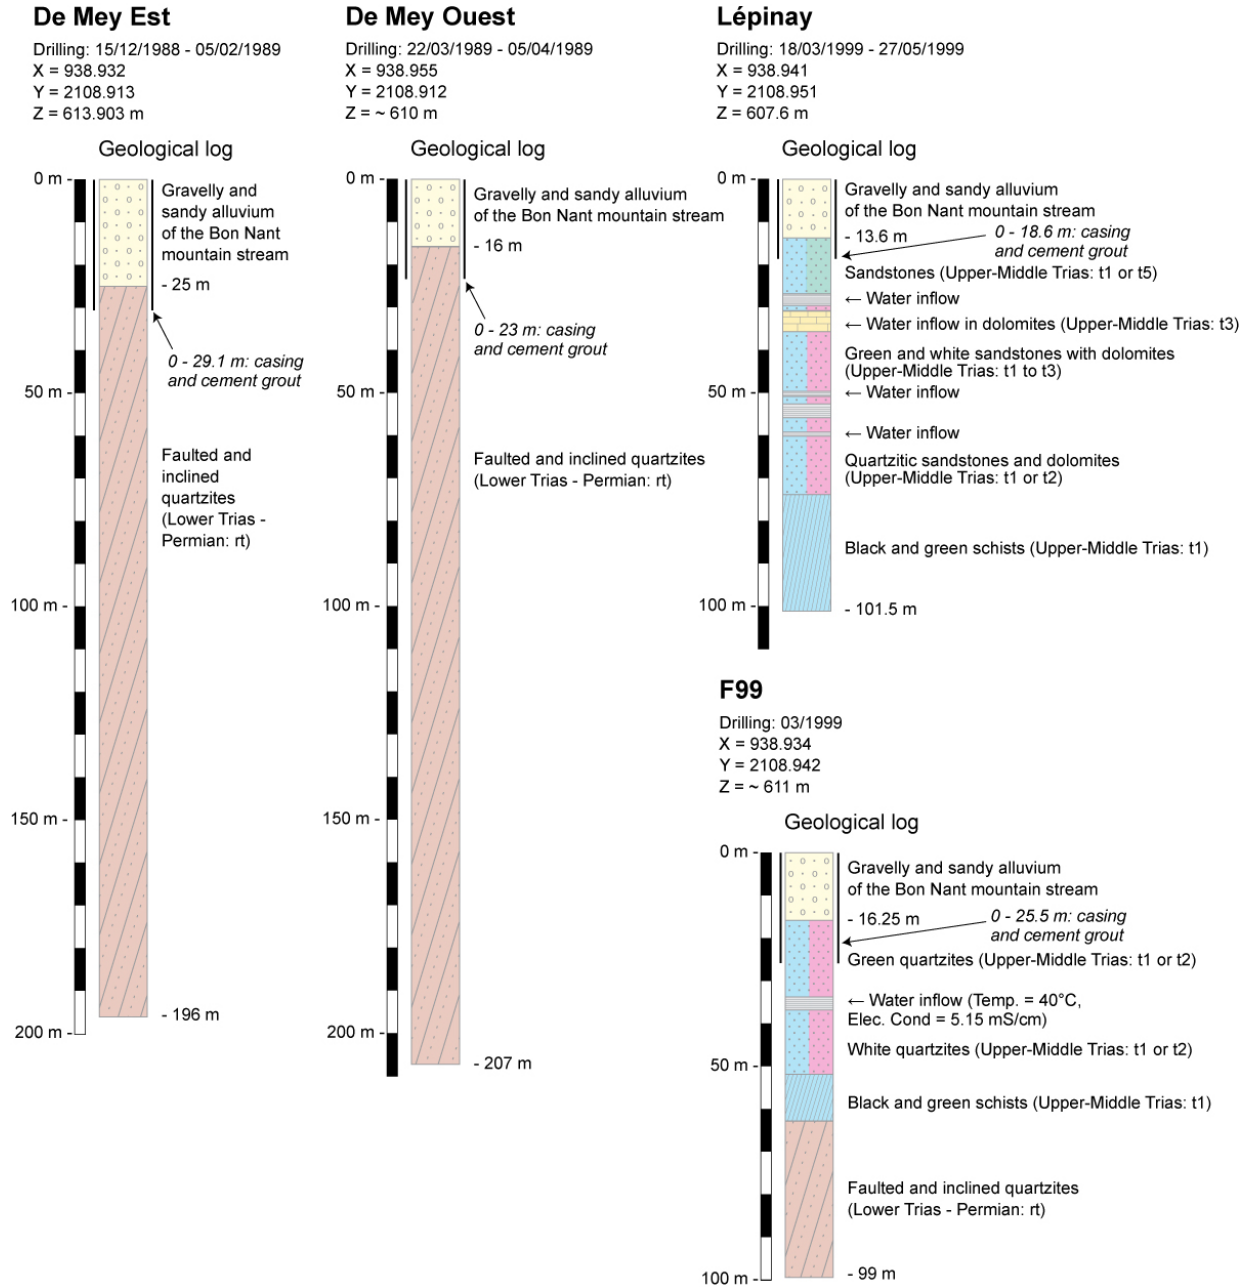 De Mey Est
Drilling: 15/12/1988 - 05/02/1989
X = 938.932
Y = 2108.913
Z = 613.903 m
Geological log
0 m -
Gravelly and
sandy alluvium
of the Bon Nant
mountain stream
- 25 m
0 - 29.1 m: casing
and cement grout
50 m -
Faulted and
inclined
quartzites
(Lower Trias -
Permian: rt)
100 m -
150 m -
- 196 m
200 m -
De Mey Ouest
Drilling: 22/03/1989 - 05/04/1989
X = 938.955
Y = 2108.912
Z = ~ 610 m
Geological log
0 m -
Gravelly and sandy alluvium
of the Bon Nant mountain stream
- 16 m
0 - 23 m: casing
and cement grout
50 m -
Faulted and inclined quartzites
(Lower Trias - Permian: rt)
100 m -
150 m -
200 m -
- 207 m
Lépinay
Drilling: 18/03/1999 - 27/05/1999
X = 938.941
Y = 2108.951
Z = 607.6 m
Geological log
0 m -
Gravelly and sandy alluvium
of the Bon Nant mountain stream
- 13.6 m
0 - 18.6 m: casing
and cement grout
Sandstones (Upper-Middle Trias: t1 or t5)
← Water inflow
← Water inflow in dolomites (Upper-Middle Trias: t3)
Green and white sandstones with dolomites
(Upper-Middle Trias: t1 to t3)
50 m -
← Water inflow
← Water inflow
Quartzitic sandstones and dolomites
(Upper-Middle Trias: t1 or t2)
Black and green schists (Upper-Middle Trias: t1)
100 m -
- 101.5 m
F99
Drilling: 03/1999
X = 938.934
Y = 2108.942
Z = ~ 611 m
Geological log
0 m -
Gravelly and sandy alluvium
of the Bon Nant mountain stream
- 16.25 m
0 - 25.5 m: casing
and cement grout
Green quartzites (Upper-Middle Trias: t1 or t2)
← Water inflow (Temp. = 40°C,
Elec. Cond = 5.15 mS/cm)
White quartzites (Upper-Middle Trias: t1 or t2)
50 m -
Black and green schists (Upper-Middle Trias: t1)
Faulted and inclined quartzites
(Lower Trias - Permian: rt)
- 99 m
100 m -